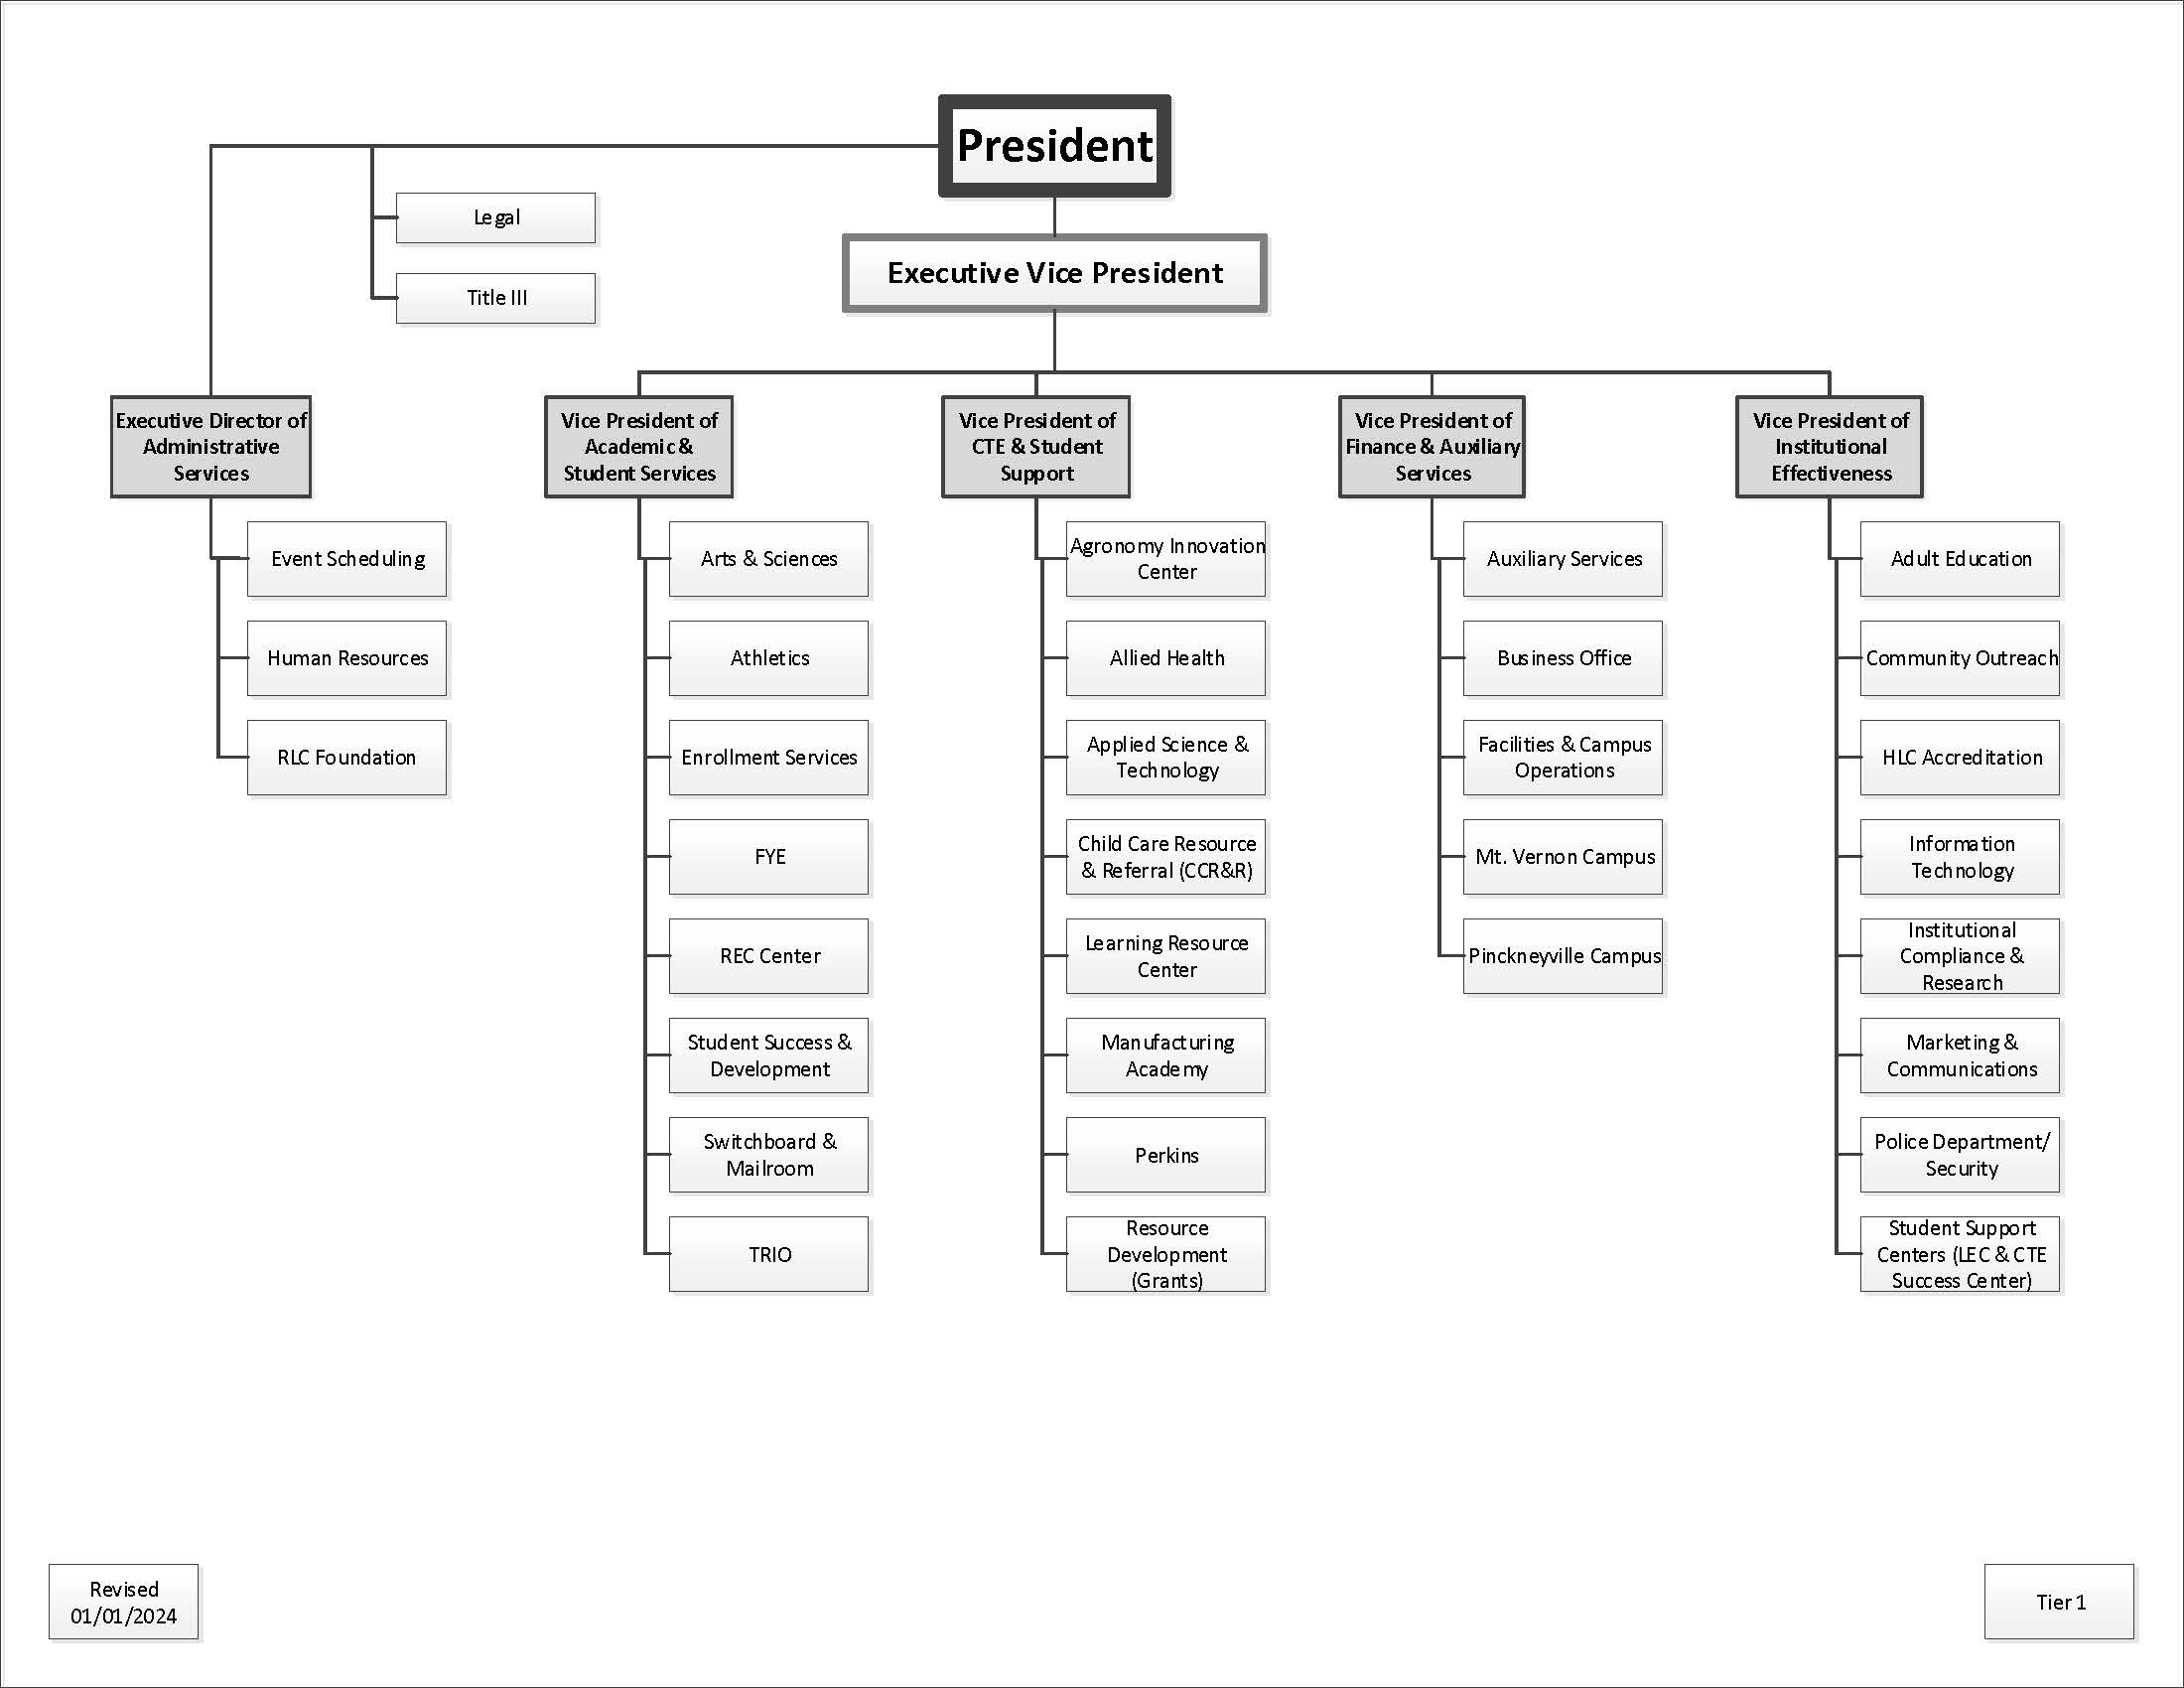 President
Legal
Title III
Executive Vice President
Executive Director of
Administrative
Services
Event Scheduling
Human Resources
RLC Foundation
Vice President of
Academic &
Student Services
Arts & Sciences
Athletics
Enrollment Services
FYE
REC Center
Student Success &
Development
Switchboard &
Mailroom
TRIO
Vice President of
CTE & Student
Support
Agronomy Innovation
Center
Allied Health
Applied Science &
Technology
Child Care Resource
& Referral (CCR&R)
Learning Resource
Center
Manufacturing
Academy
Perkins
Resource
Development
(Grants)
Vice President of
Finance & Auxiliary
Services
Auxiliary Services
Business Office
Facilities & Campus
Operations
Mt. Vernon Campus
Pinckneyville Campus
Vice President of
Institutional
Effectiveness
Adult Education
Community Outreach
HLC Accreditation
Information
Technology
Institutional
Compliance &
Research
Marketing &
Communications
Police Department/
Security
Student Support
Centers (LEC & CTE
Success Center)
Revised
01/01/2024
Tier 1